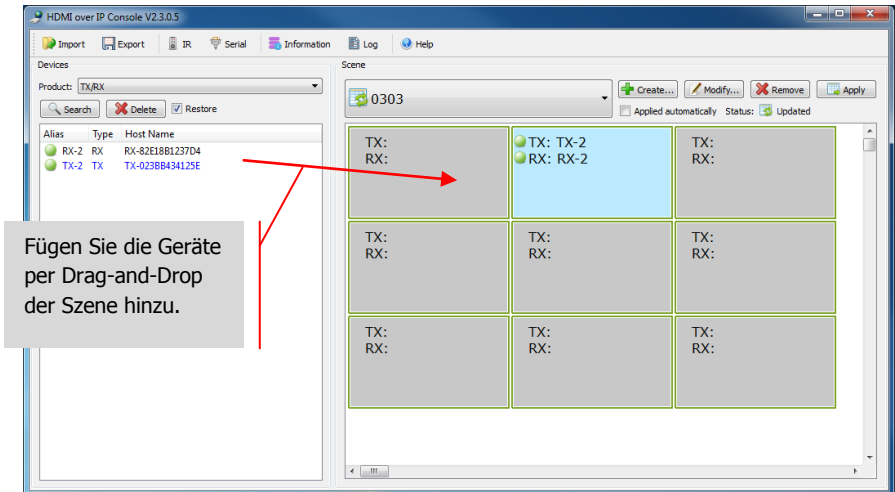 HDMI over IP Console V2.3.0.5
Import Export IR Serial Information Log Help
Devices
Product: TX/RX
Search Delete Restore
Alias Type Host Name
RX-2 RX RX-82E18B1237D4
TX-2 TX TX-023BB434125E
Fügen Sie die Geräte
per Drag-and-Drop
der Szene hinzu.
Scene
0303
Create... Modify... Remove Apply
Applied automatically Status: Updated
TX: TX: TX-2 TX:
RX: RX: RX-2 RX:
TX: TX: TX:
RX: RX: RX:
TX: TX: TX:
RX: RX: RX: